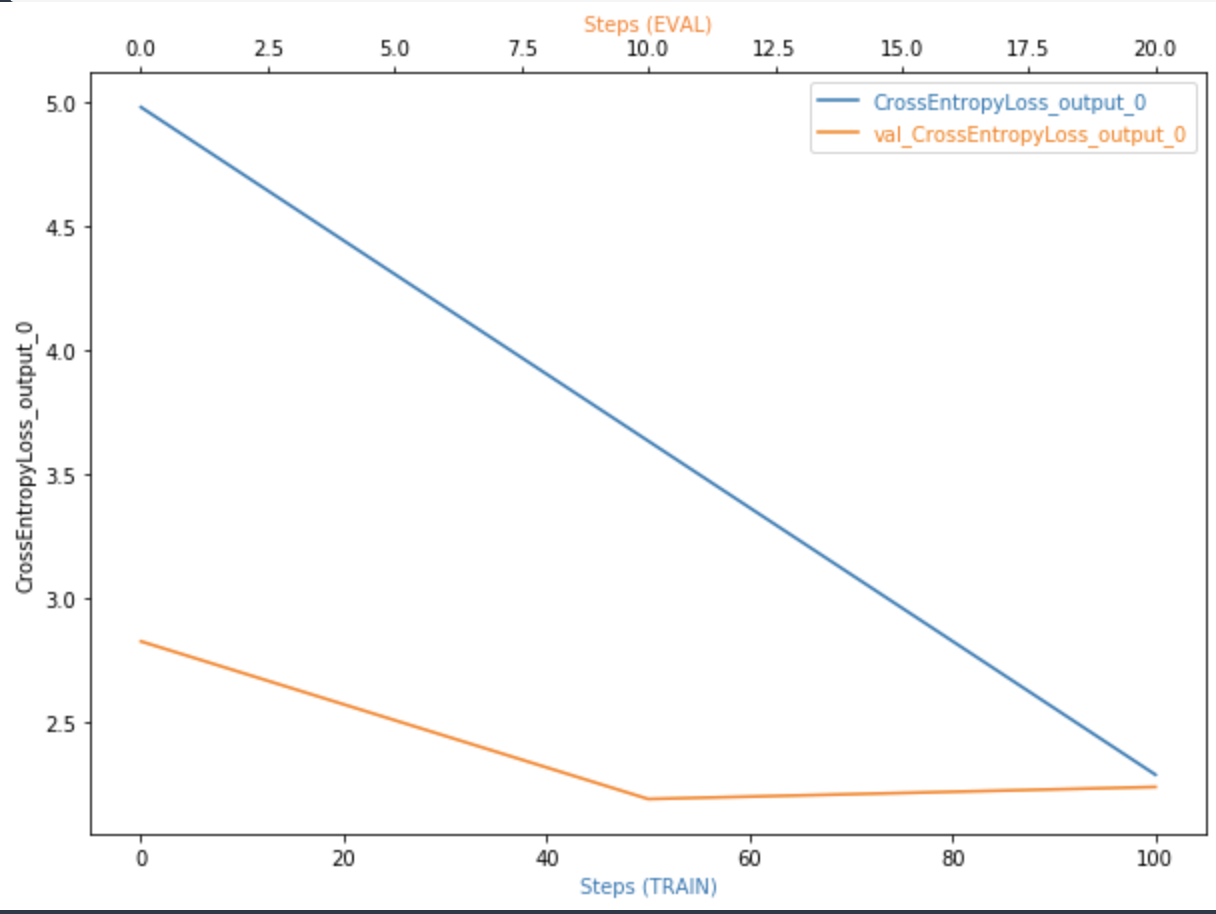 Steps (EVAL)
0.0 2.5 5.0 7.5 10.0 12.5 15.0 17.5 20.0
CrossEntropyLoss_output_0
val_CrossEntropyLoss_output_0
CrossEntropyLoss_output_0
5.0
4.5
4.0
3.5
3.0
2.5
0 20 40 60 80 100
Steps (TRAIN)